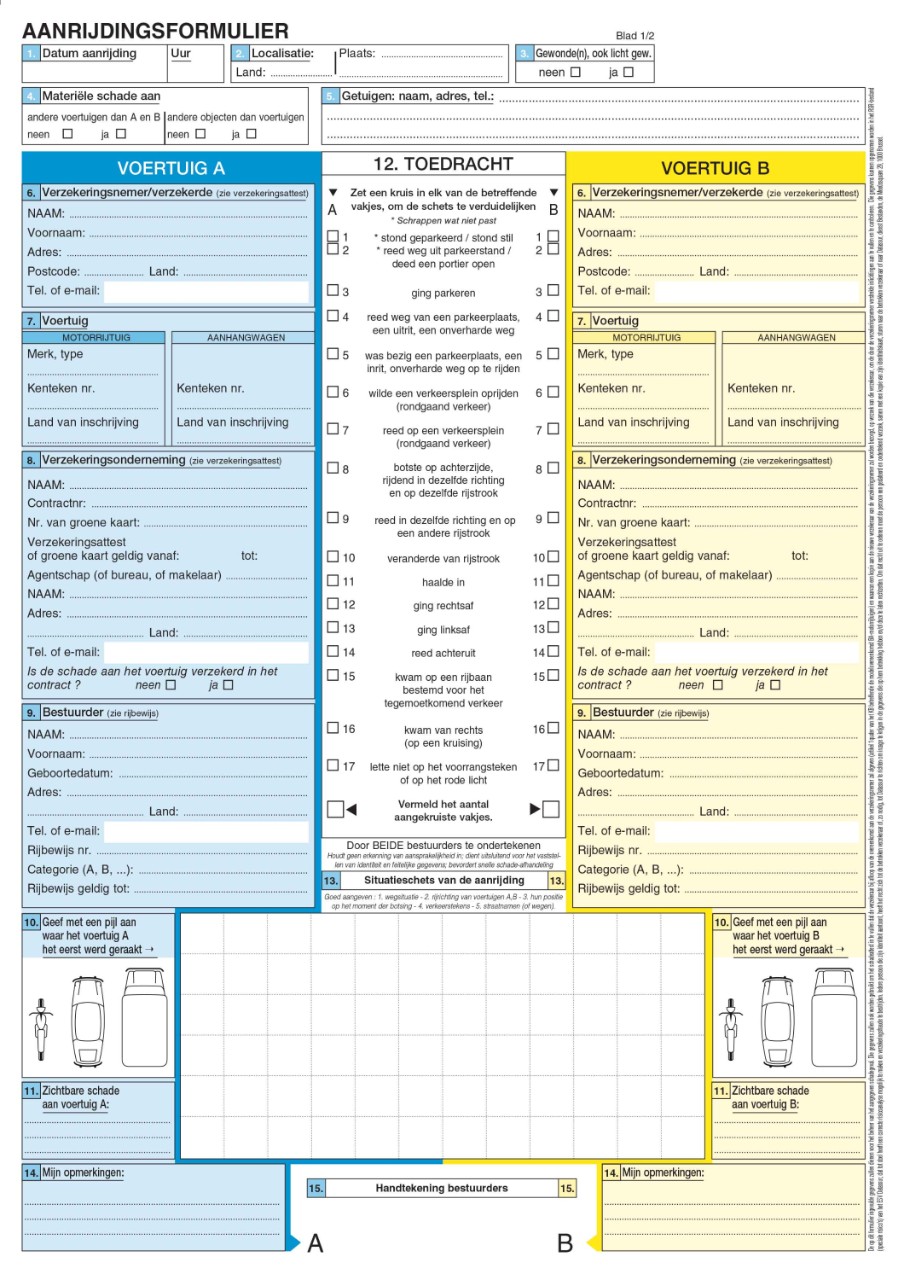 AANRIJDINGSFORMULIER
Blad 1/2
1. Datum aanrijding
Uur
2. Localisatie:
Plaats:
Land:
3. Gewonde(n), ook licht gew.
neen ja
4. Materiële schade aan
andere voertuigen dan A en B
neen ja
andere objecten dan voertuigen
neen ja
5. Getuigen: naam, adres, tel.:
VOERTUIG A
6. Verzekeringsnemer/verzekerde (zie verzekeringsattest)
NAAM:
Voornaam:
Adres:
Postcode: Land:
Tel. of e-mail:
7. Voertuig
MOTORRIJTUIG
Merk, type
Kenteken nr.
Land van inschrijving
AANHANGWAGEN
Kenteken nr.
Land van inschrijving
8. Verzekeringsonderneming (zie verzekeringsattest)
NAAM:
Contractnr:
Nr. van groene kaart:
Verzekeringsattest
of groene kaart geldig vanaf: tot:
Agentschap (of bureau, of makelaar)
NAAM:
Adres:
Land:
Tel. of e-mail:
Is de schade aan het voertuig verzekerd in het
contract ? neen ja
9. Bestuurder (zie rijbewijs)
NAAM:
Voornaam:
Geboortedatum:
Adres:
Land:
Tel. of e-mail:
Rijbewijs nr.
Categorie (A, B, ...):
Rijbewijs geldig tot:
10. Geef met een pijl aan
waar het voertuig A
het eerst werd geraakt →
11. Zichtbare schade
aan voertuig A:
14. Mijn opmerkingen:
12. TOEDRACHT
▼ Zet een kruis in elk van de betreffende ▼
A vakjes, om de schets te verduidelijken B
* Schrappen wat niet past
1 * stond geparkeerd / stond stil 1
2 * reed weg uit parkeerstand / 2
deed een portier open
3 ging parkeren 3
4 reed weg van een parkeerplaats, 4
een uitrit, een onverharde weg
5 was bezig een parkeerplaats, een 5
inrit, onverharde weg op te rijden
6 wilde een verkeersplein oprijden 6
(rondgaand verkeer)
7 reed op een verkeersplein 7
(rondgaand verkeer)
8 botste op achterzijde, 8
rijdend in dezelfde richting
en op dezelfde rijstrook
9 reed in dezelfde richting en op 9
een andere rijstrook
10 veranderde van rijstrook 10
11 haalde in 11
12 ging rechtsaf 12
13 ging linksaf 13
14 reed achteruit 14
15 kwam op een rijbaan 15
bestemd voor het
tegemoetkomend verkeer
16 kwam van rechts 16
(op een kruising)
17 lette niet op het voorrangsteken 17
of op het rode licht
◄ Vermeld het aantal ►
aangekruiste vakjes.
Door BEIDE bestuurders te ondertekenen
Houdt geen erkenning van aansprakelijkheid in; dient uitsluitend voor het vaststel-
len van identiteit en feitelijke gegevens; bevordert snelle schade-afhandeling
13. Situatieschets van de aanrijding 13.
Goed aangeven : 1. wegsituatie - 2. rijrichting van voertuigen A,B - 3. hun positie
op het moment der botsing - 4. verkeerstekens - 5. straatnamen (of wegen).
15. Handtekening bestuurders 15.
A B
VOERTUIG B
6. Verzekeringsnemer/verzekerde (zie verzekeringsattest)
NAAM:
Voornaam:
Adres:
Postcode: Land:
Tel. of e-mail:
7. Voertuig
MOTORRIJTUIG
Merk, type
Kenteken nr.
Land van inschrijving
AANHANGWAGEN
Kenteken nr.
Land van inschrijving
8. Verzekeringsonderneming (zie verzekeringsattest)
NAAM:
Contractnr:
Nr. van groene kaart:
Verzekeringsattest
of groene kaart geldig vanaf: tot:
Agentschap (of bureau, of makelaar)
NAAM:
Adres:
Land:
Tel. of e-mail:
Is de schade aan het voertuig verzekerd in het
contract ? neen ja
9. Bestuurder (zie rijbewijs)
NAAM:
Voornaam:
Geboortedatum:
Adres:
Land:
Tel. of e-mail:
Rijbewijs nr.
Categorie (A, B, ...):
Rijbewijs geldig tot:
10. Geef met een pijl aan
waar het voertuig B
het eerst werd geraakt →
11. Zichtbare schade
aan voertuig B:
14. Mijn opmerkingen: